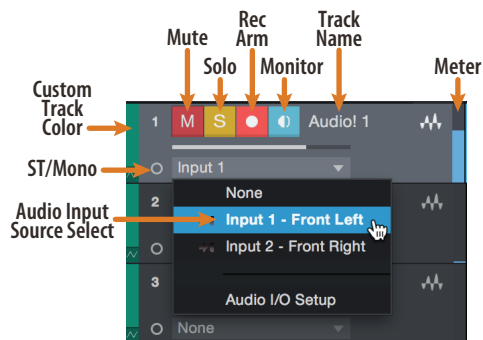 Rec
Arm
Track
Name
Mute
Solo
Monitor
Meter
Custom
Track
Color
1
M
S
Audio! 1
ST/Mono
Input 1
2
None
Audio Input
Source Select
Input 1 - Front Left
Input 2 - Front Right
3
Audio I/O Setup
None